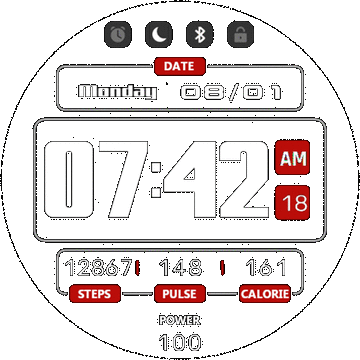 DATE
Monday 08/01
07:42 AM
18
12867 148 161
STEPS PULSE CALORIE
POWER
100